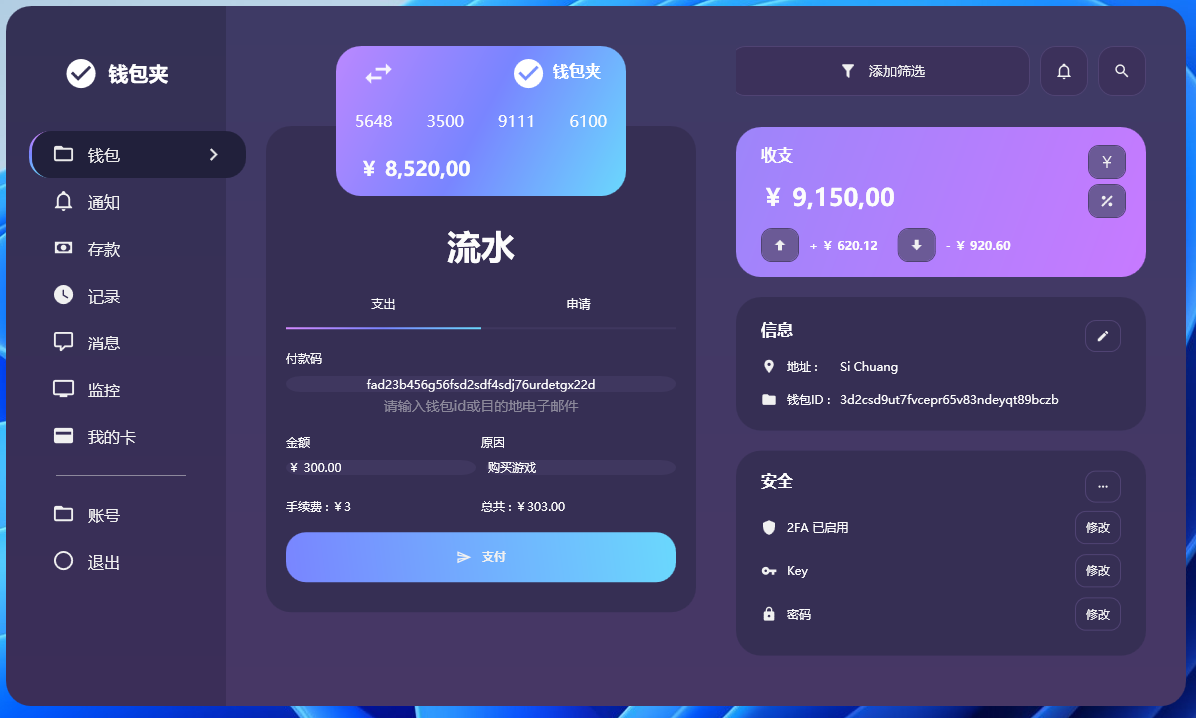 钱包夹
钱包
通知
存款
记录
消息
监控
我的卡
账号
退出
钱包夹
5648 3500 9111 6100
¥ 8,520,00
流水
支出 申请
付款码
fad23b456g56fsd2sdf4sdj76urdetgx22d
请输入钱包id或目的地电子邮件
金额 原因
¥ 300.00 购买游戏
手续费：¥3 总共：¥303.00
支付
添加筛选
收支
¥
¥ 9,150,00
%
+ ¥ 620.12 - ¥ 920.60
信息
地址： Si Chuang
钱包ID： 3d2csd9ut7fvcepr65v83ndeyqt89bczb
安全
···
2FA 已启用 修改
Key 修改
密码 修改